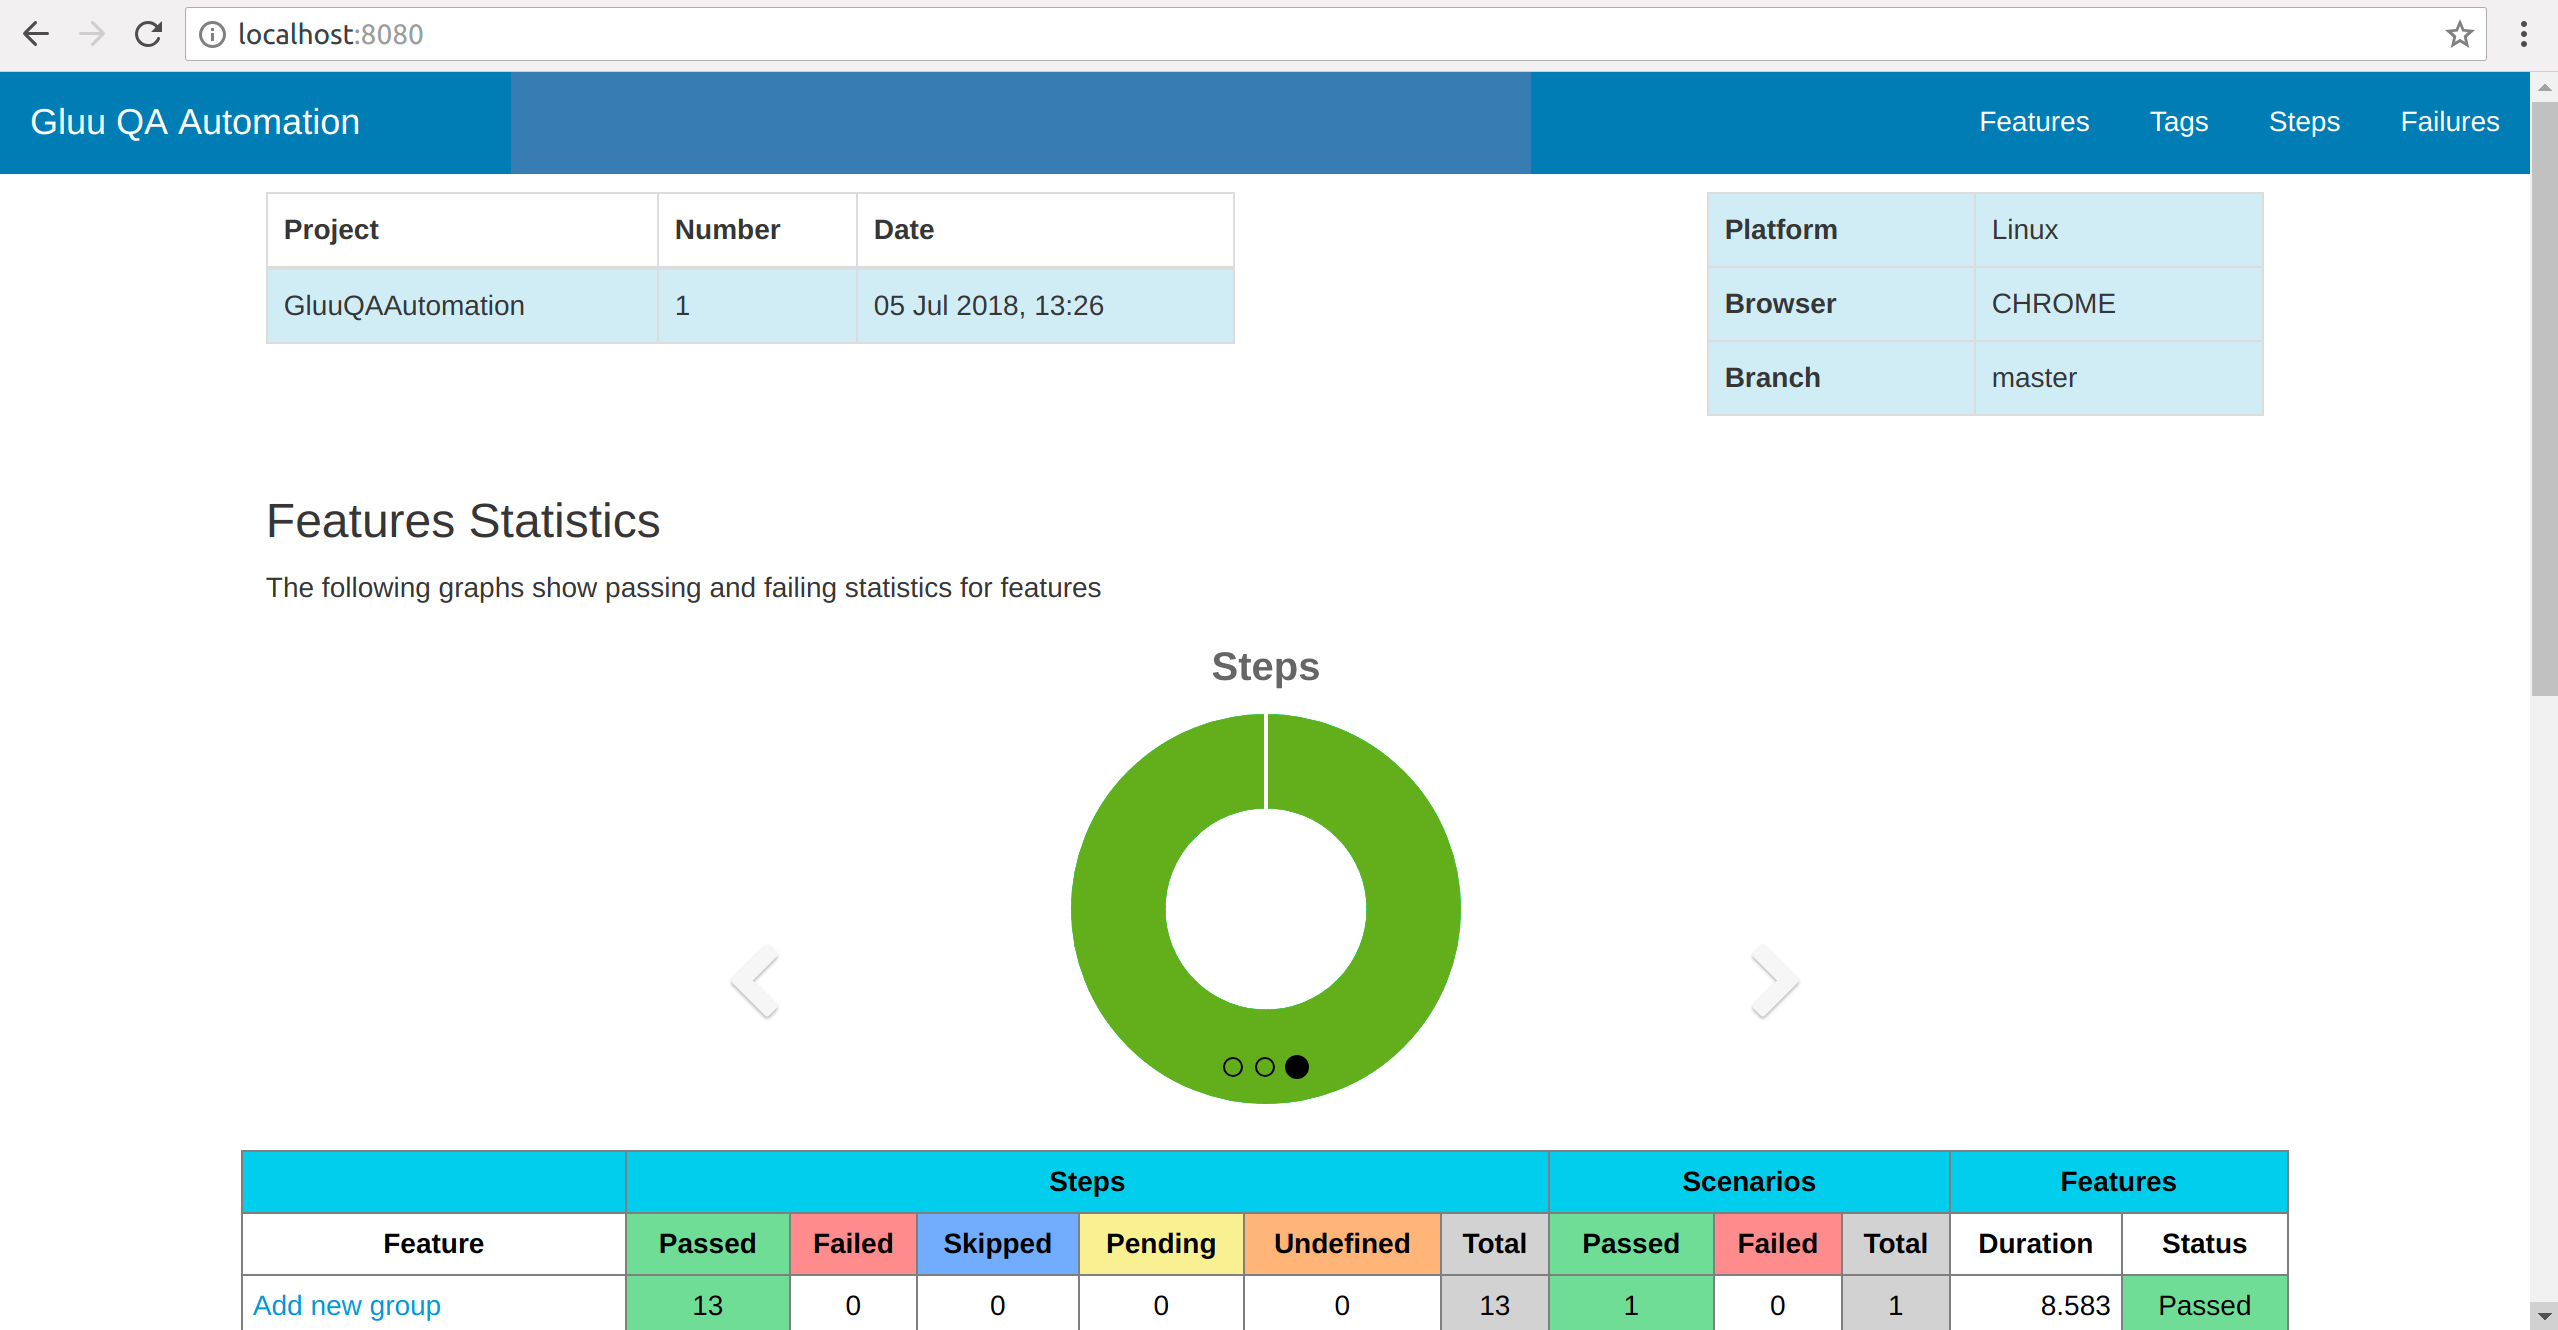 localhost:8080
Gluu QA Automation Features Tags Steps Failures
Project Number Date
GluuQAAutomation 1 05 Jul 2018, 13:26
Platform Linux
Browser CHROME
Branch master
Features Statistics
The following graphs show passing and failing statistics for features
Steps
Steps Scenarios Features
Feature Passed Failed Skipped Pending Undefined Total Passed Failed Total Duration Status
Add new group 13 0 0 0 0 13 1 0 1 8.583 Passed